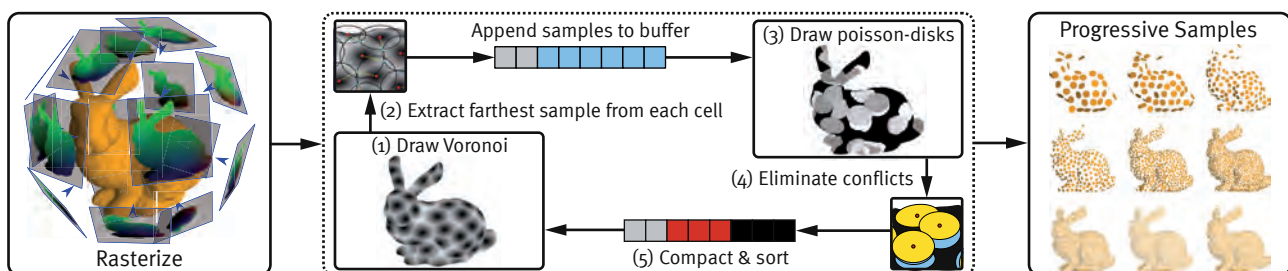 Rasterize
Append samples to buffer
(2) Extract farthest sample from each cell
(1) Draw Voronoi
(3) Draw poisson-disks
(4) Eliminate conflicts
(5) Compact & sort
Progressive Samples